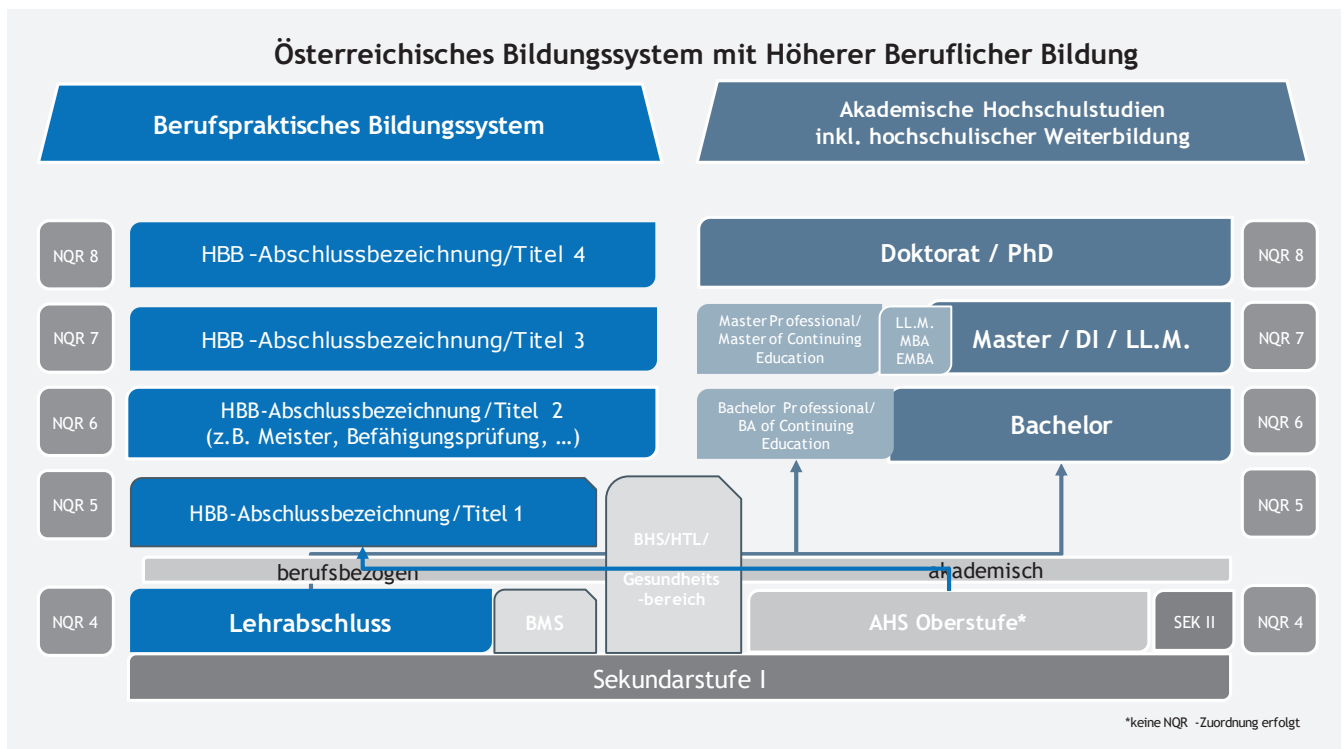 Österreichisches Bildungssystem mit Höherer Beruflicher Bildung
Berufspraktisches Bildungssystem
Akademische Hochschulstudien
inkl. hochschulischer Weiterbildung
NQR 8
HBB -Abschlussbezeichnung/Titel 4
Doktorat / PhD
NQR 8
NQR 7
HBB -Abschlussbezeichnung/Titel 3
Master Professional/
Master of Continuing
Education
LL.M.
MBA
EMBA
Master / DI / LL.M.
NQR 7
NQR 6
HBB-Abschlussbezeichnung/Titel 2
(z.B. Meister, Befähigungsprüfung, …)
Bachelor Professional/
BA of Continuing
Education
Bachelor
NQR 6
NQR 5
HBB-Abschlussbezeichnung/Titel 1
BHS/HTL/
Gesundheits
-bereich
NQR 5
berufsbezogen
akademisch
NQR 4
Lehrabschluss
BMS
AHS Oberstufe*
SEK II
NQR 4
Sekundarstufe I
*keine NQR -Zuordnung erfolgt